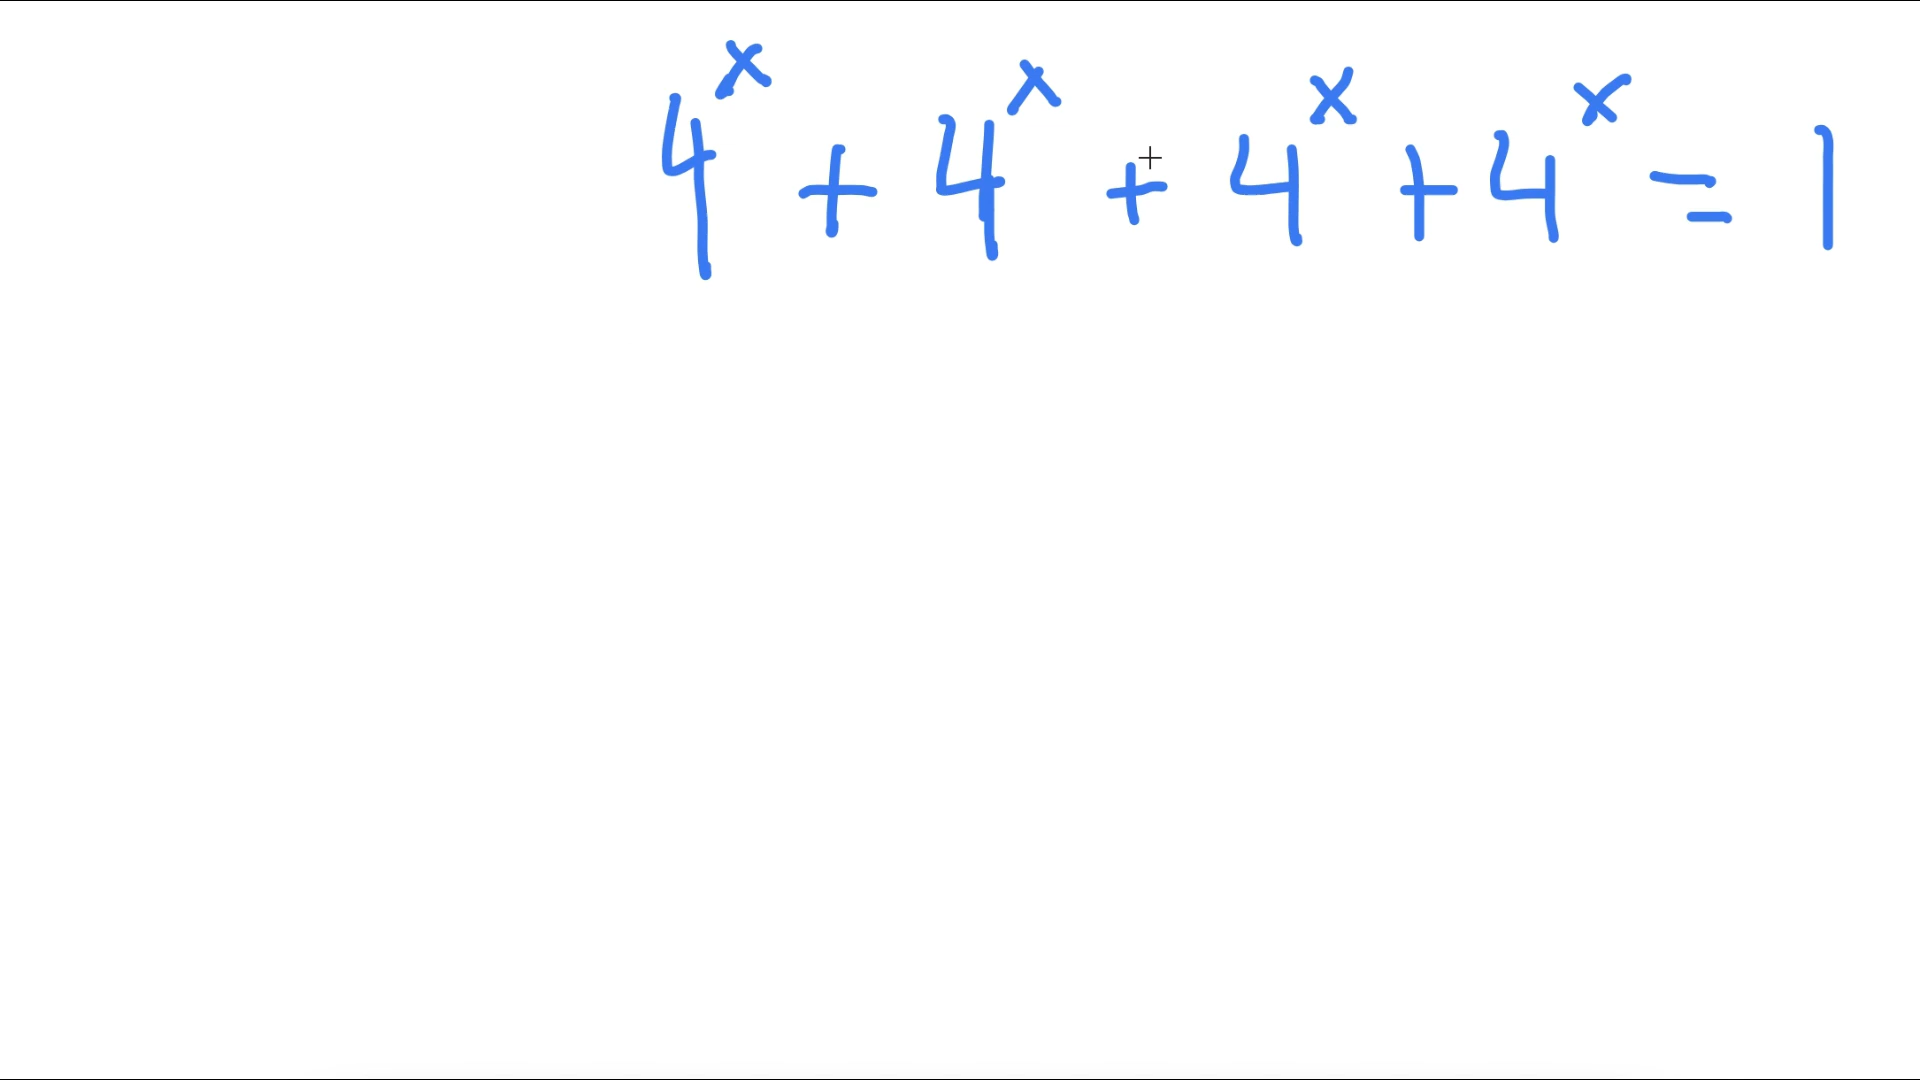 4^x + 4^x + 4^x + 4^x = 1